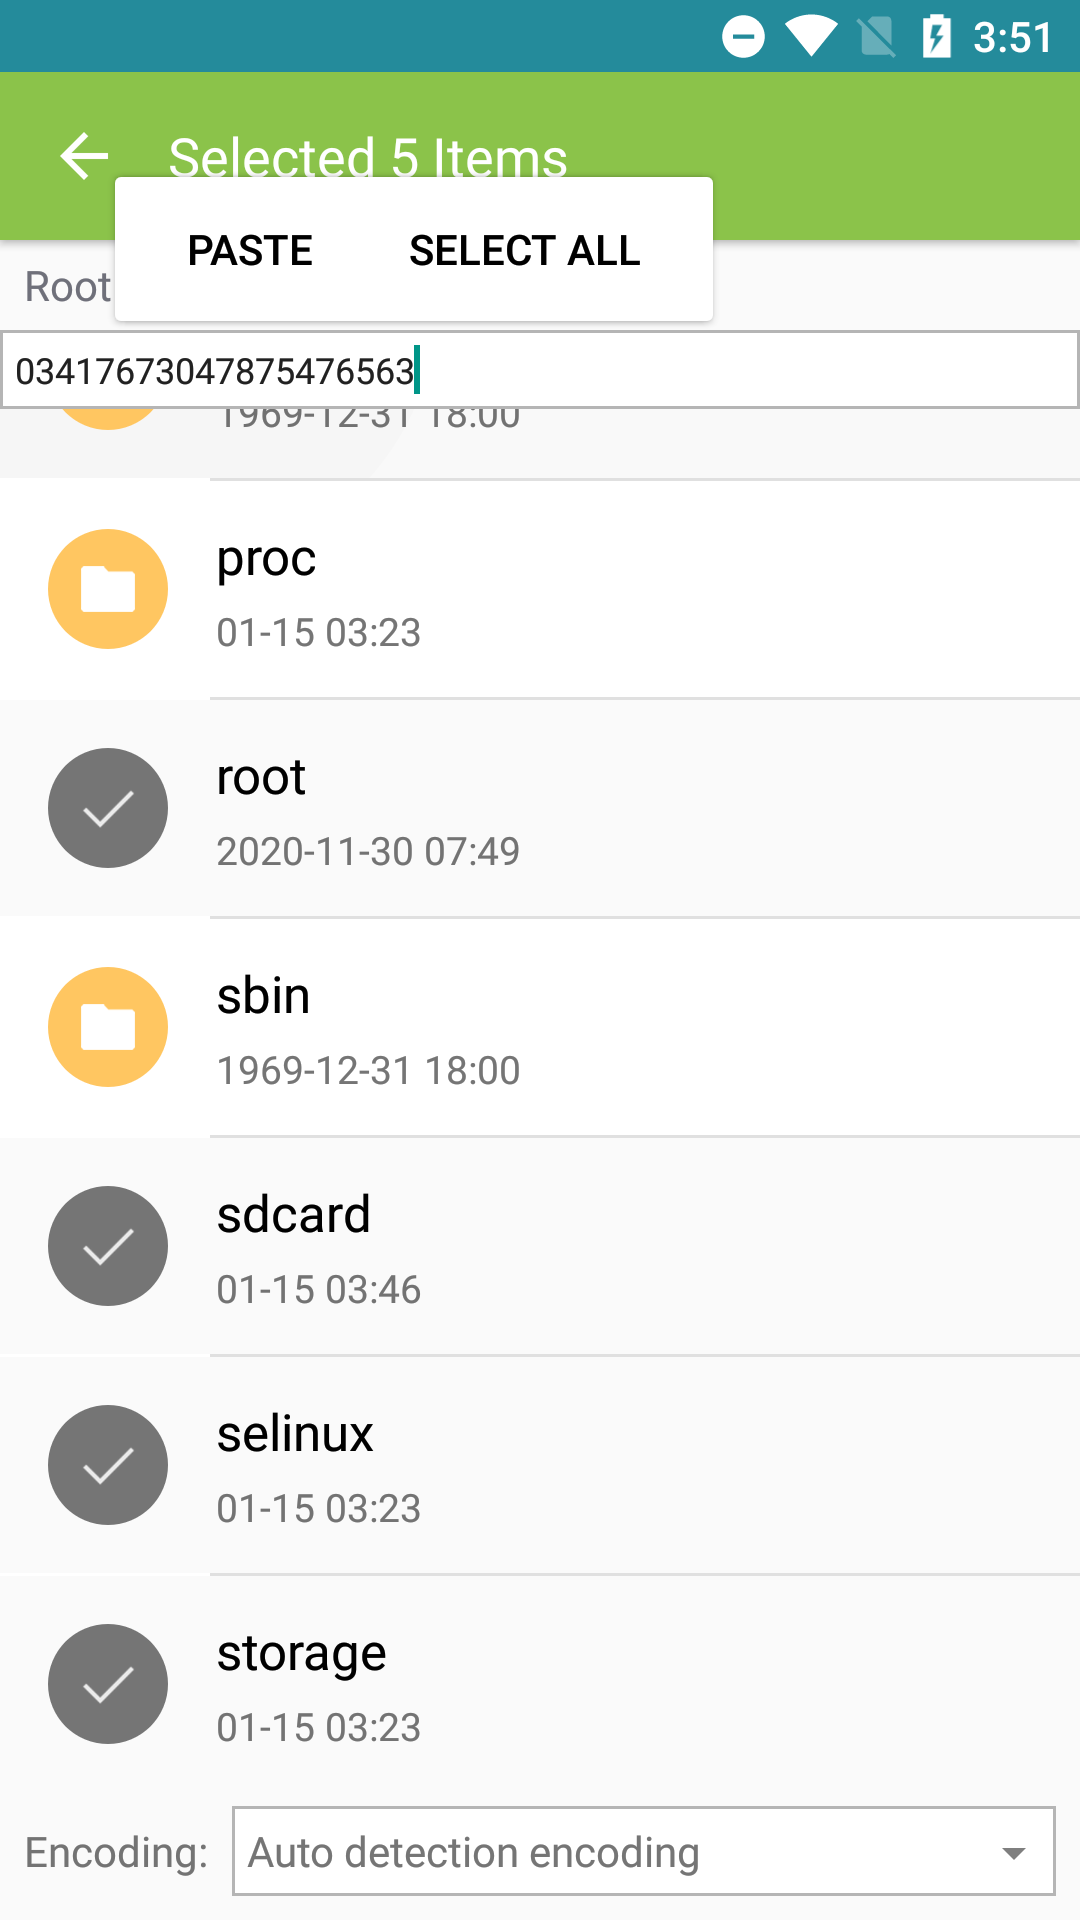 3:51
Selected 5 Items
PASTE SELECT ALL
Root
03417673047875476563
1969-12-31 18:00
proc
01-15 03:23
root
2020-11-30 07:49
sbin
1969-12-31 18:00
sdcard
01-15 03:46
selinux
01-15 03:23
storage
01-15 03:23
Encoding: Auto detection encoding